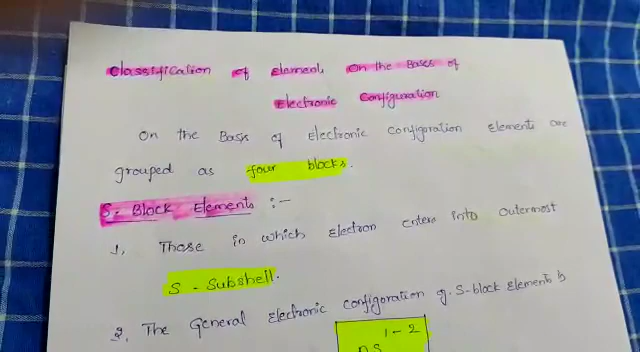 Classification of Element, On the Bases of
Electronic Configuration
On the Basis of Electronic configuration Elements are
grouped as four blocks.
S-Block Elements :-
1, Those in which Electron enters into outermost
S - Subshell.
2, The General Electronic configuration of S-block Elements is
ns 1-2